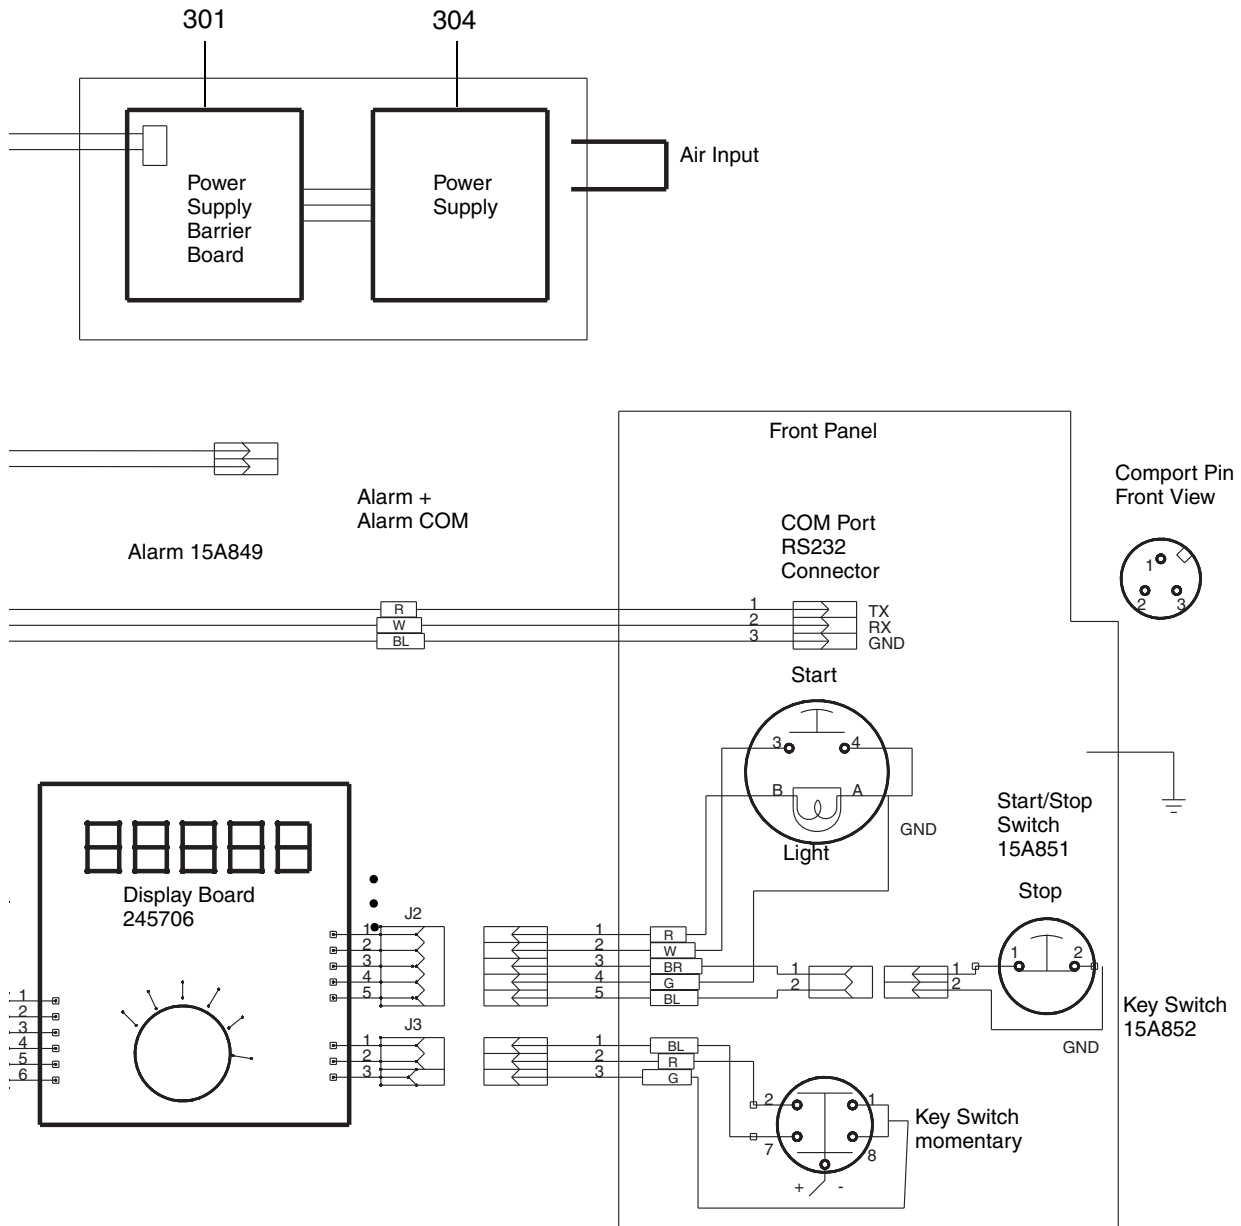 301
304
Power
Supply
Barrier
Board
Power
Supply
Air Input
Front Panel
Comport Pin
Front View
1
2
3
Alarm +
Alarm COM
Alarm 15A849
COM Port
RS232
Connector
R
W
BL
1
2
3
TX
RX
GND
Start
3
4
B
A
Light
GND
Start/Stop
Switch
15A851
Stop
1
2
Key Switch
15A852
GND
Display Board
245706
J2
1
2
3
4
5
1
2
3
4
5
R
W
BR
G
BL
1
2
1
2
1
2
3
4
5
6
J3
1
2
3
1
2
3
BL
R
G
2
1
7
8
+ -
Key Switch
momentary